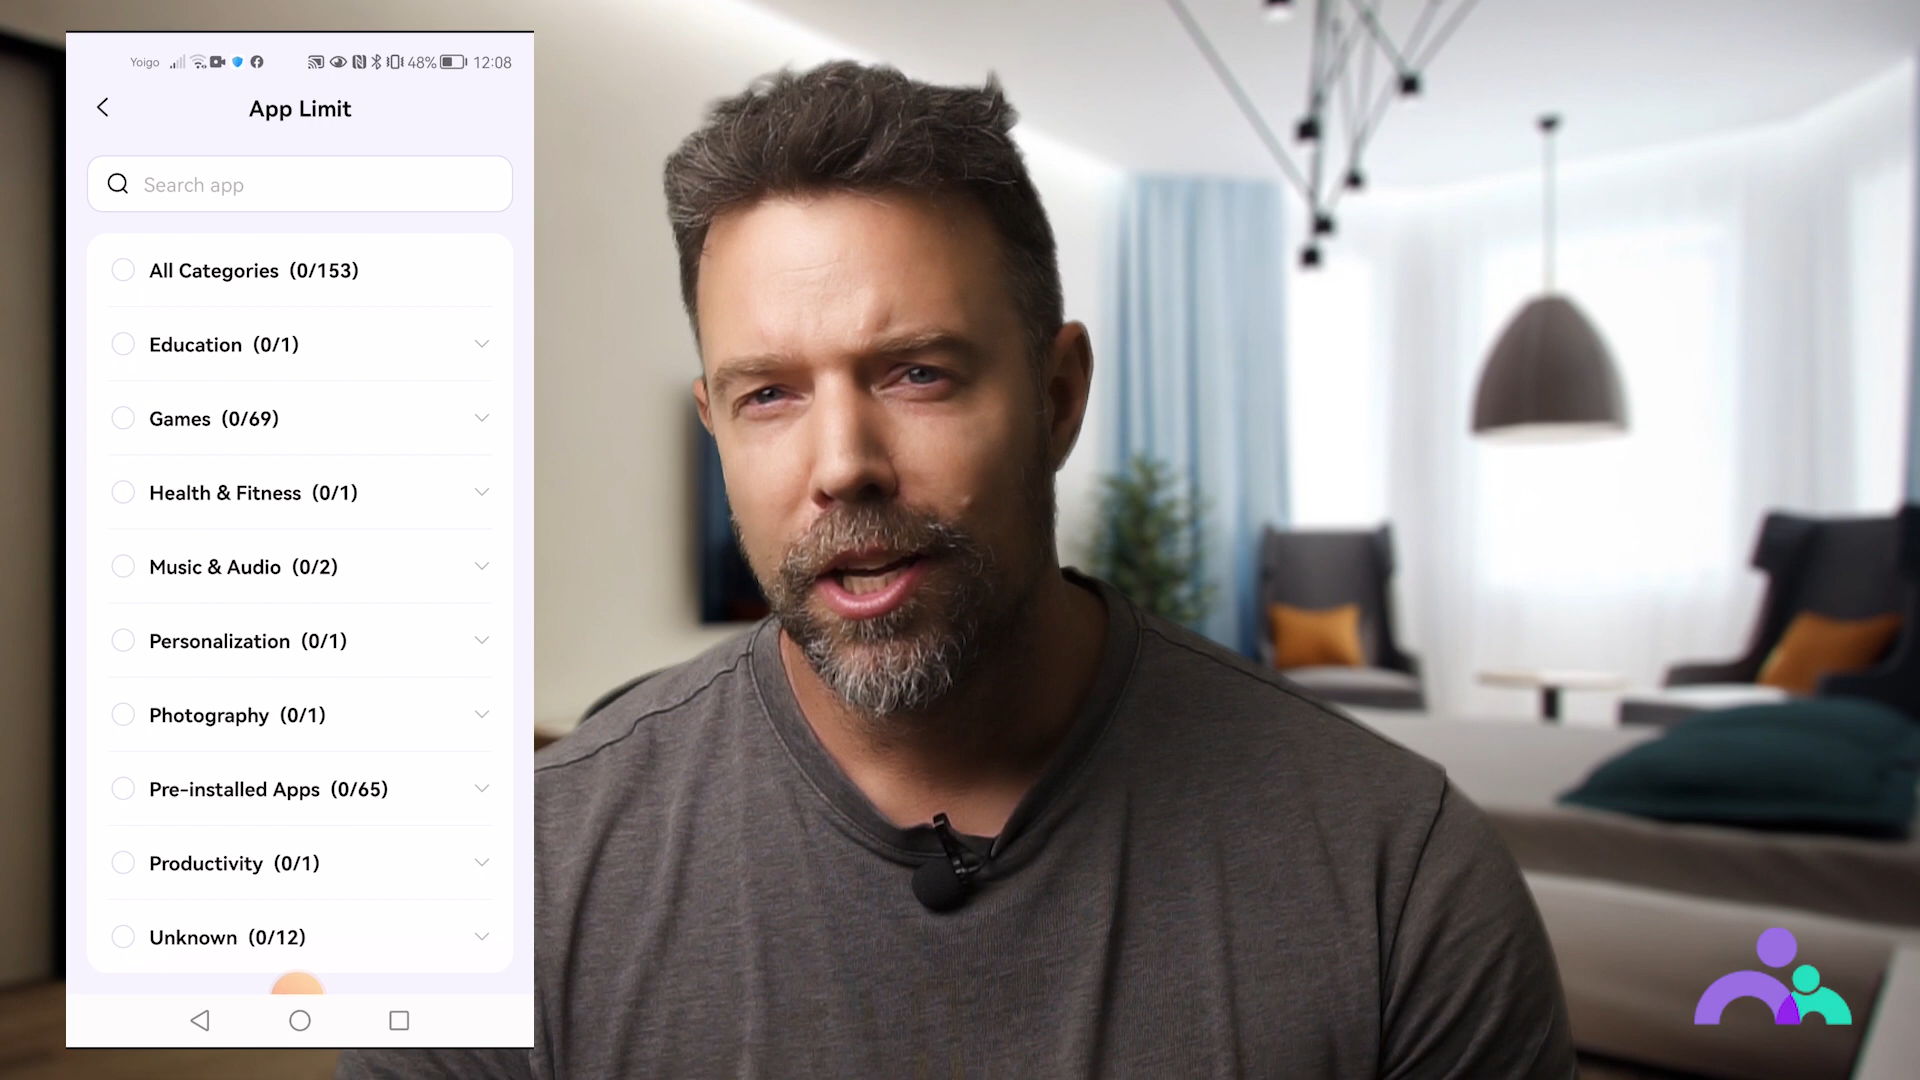 Yoigo 48% 12:08
App Limit
Search app
All Categories (0/153)
Education (0/1)
Games (0/69)
Health & Fitness (0/1)
Music & Audio (0/2)
Personalization (0/1)
Photography (0/1)
Pre-installed Apps (0/65)
Productivity (0/1)
Unknown (0/12)